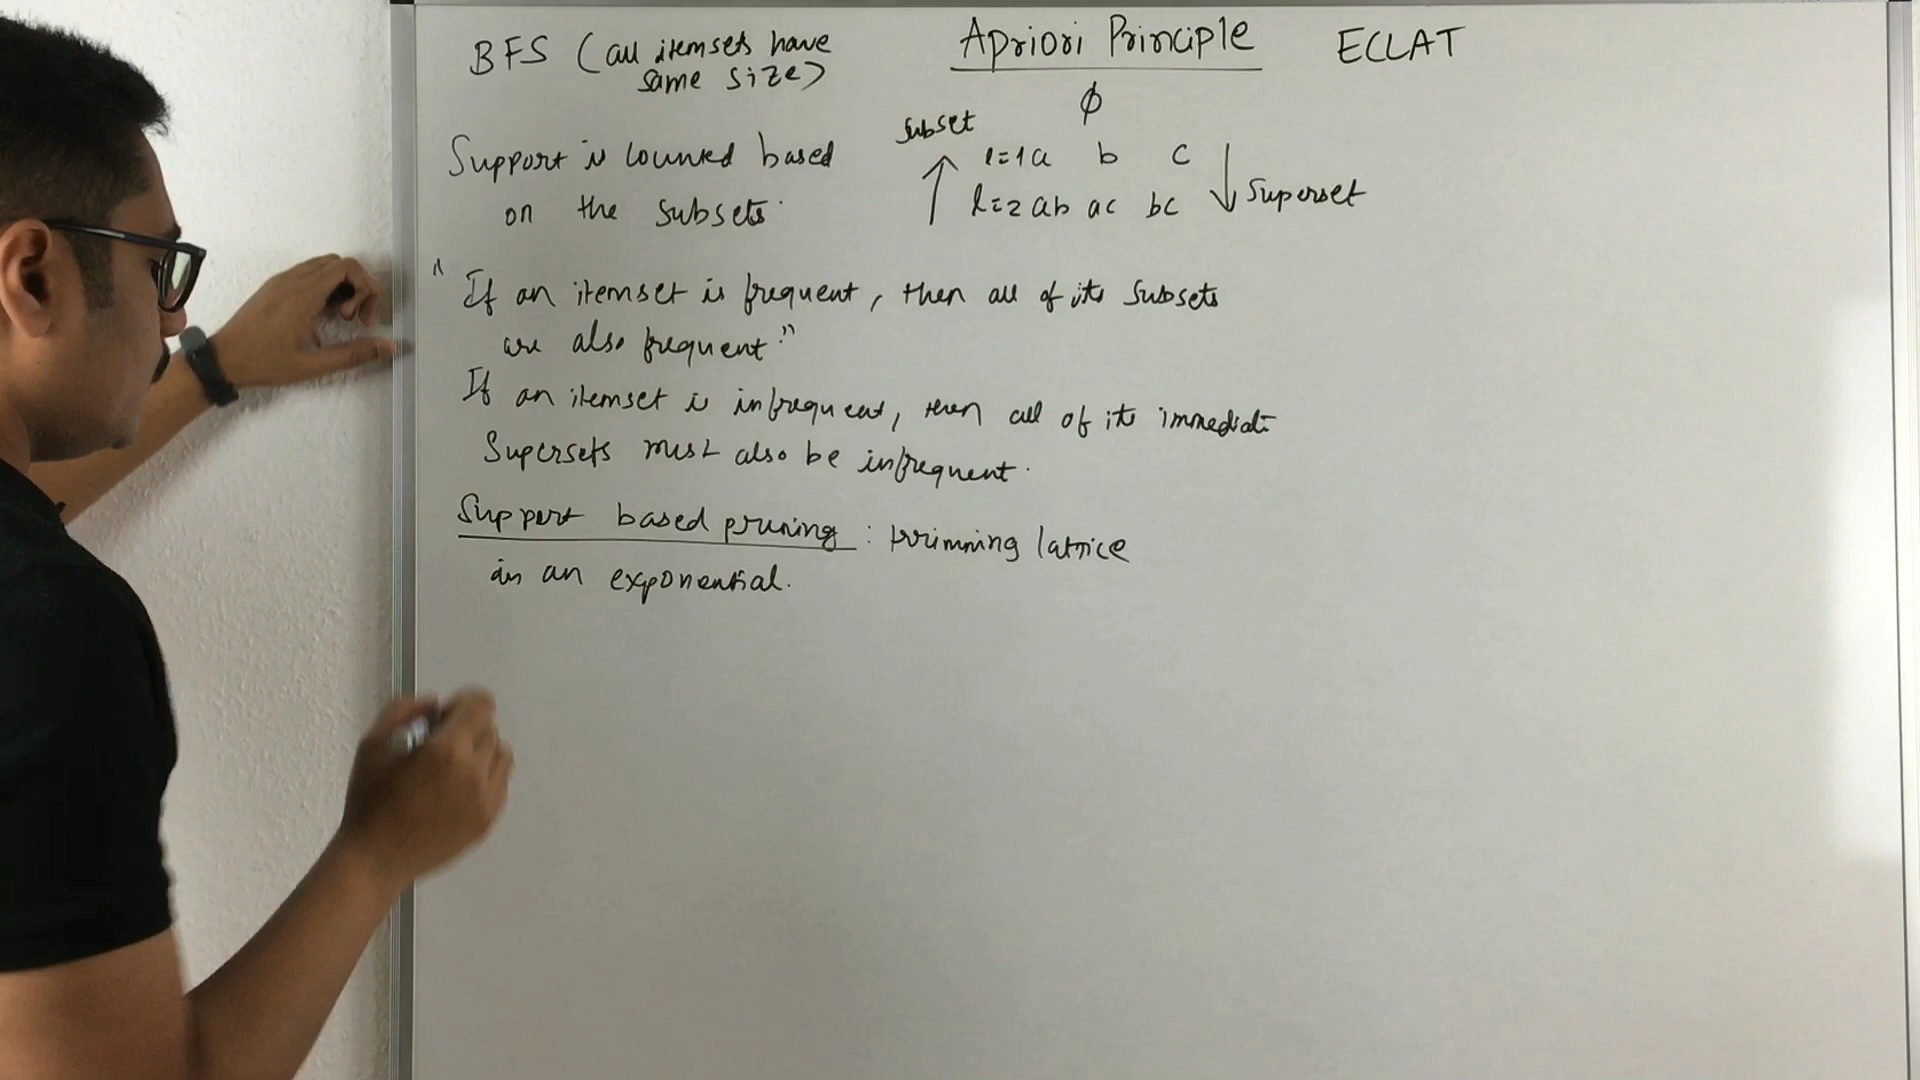 Apriori Principle
ECLAT
BFS (all itemsets have
same size)
Support is counted based
on the subsets.
ϕ
Subset
l=1 a b c
l=2 ab ac bc
Superset
"If an itemset is frequent, then all of its subsets
are also frequent."
If an itemset is infrequent, then all of its immediate
Supersets must also be infrequent.
Support based pruning : trimming lattice
in an exponential.